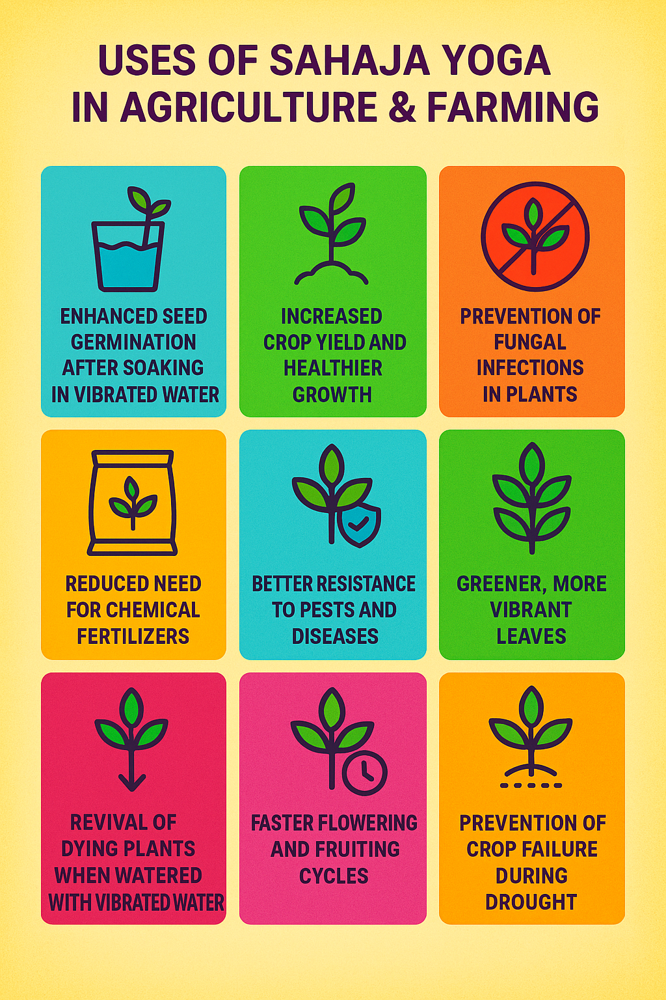 USES OF SAHAJA YOGA
IN AGRICULTURE & FARMING
ENHANCED SEED
GERMINATION
AFTER SOAKING
IN VIBRATED WATER
INCREASED
CROP YIELD AND
HEALTHIER
GROWTH
PREVENTION OF
FUNGAL
INFECTIONS
IN PLANTS
REDUCED NEED
FOR CHEMICAL
FERTILIZERS
BETTER RESISTANCE
TO PESTS AND
DISEASES
GREENER, MORE
VIBRANT
LEAVES
REVIVAL OF
DYING PLANTS
WHEN WATERED
WITH VIBRATED WATER
FASTER FLOWERING
AND FRUITING
CYCLES
PREVENTION OF
CROP FAILURE
DURING
DROUGHT